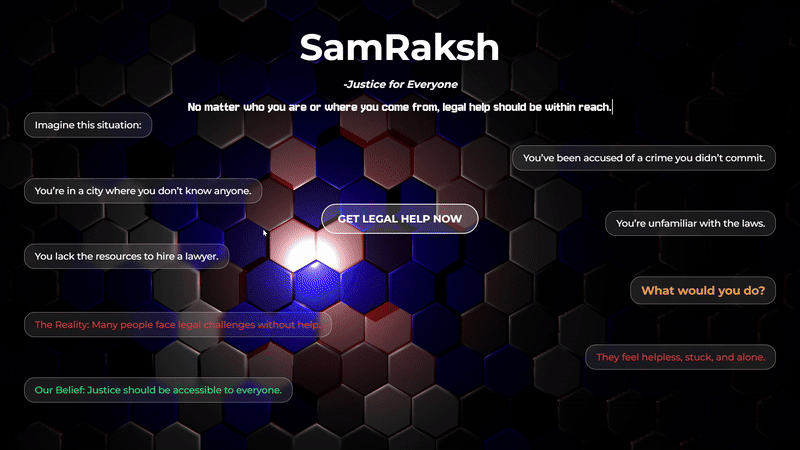 SamRaksh
-Justice for Everyone
No matter who you are or where you come from, legal help should be within reach.
Imagine this situation:
You've been accused of a crime you didn't commit.
You're in a city where you don't know anyone.
GET LEGAL HELP NOW
You're unfamiliar with the laws.
You lack the resources to hire a lawyer.
What would you do?
The Reality: Many people face legal challenges without help.
They feel helpless, stuck, and alone.
Our Belief: Justice should be accessible to everyone.